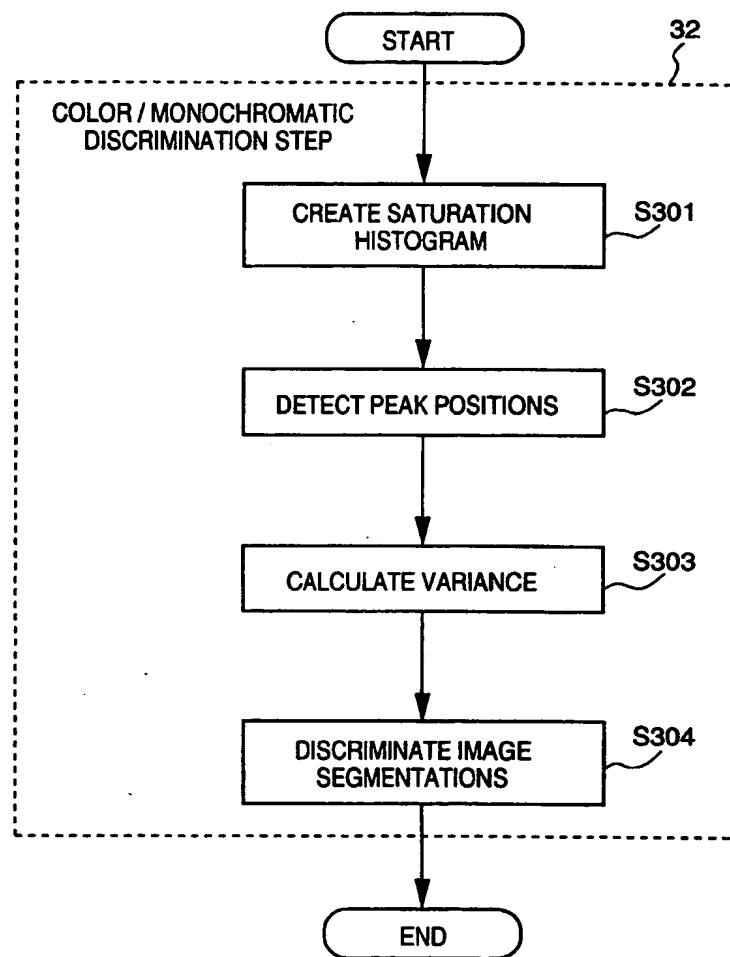 START
32
COLOR / MONOCHROMATIC
DISCRIMINATION STEP
CREATE SATURATION
HISTOGRAM
S301
DETECT PEAK POSITIONS
S302
CALCULATE VARIANCE
S303
DISCRIMINATE IMAGE
SEGMENTATIONS
S304
END